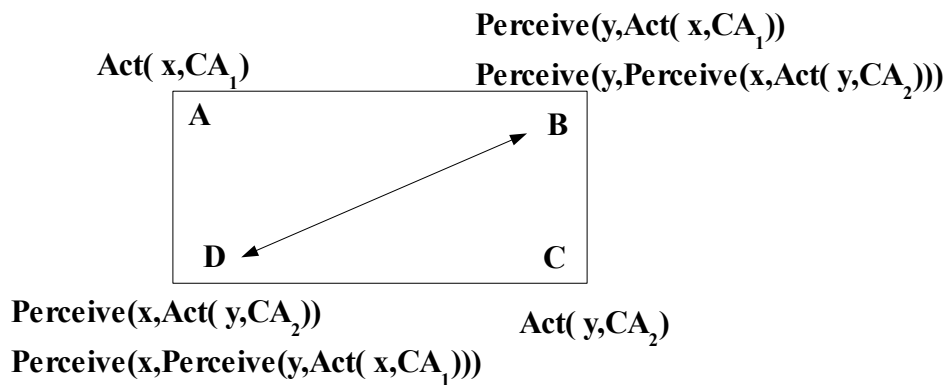 Perceive(y,Act( x,CA₁))
Act( x,CA₁)
Perceive(y,Perceive(x,Act( y,CA₂)))
A
B
D
C
Perceive(x,Act( y,CA₂))
Act( y,CA₂)
Perceive(x,Perceive(y,Act( x,CA₁)))